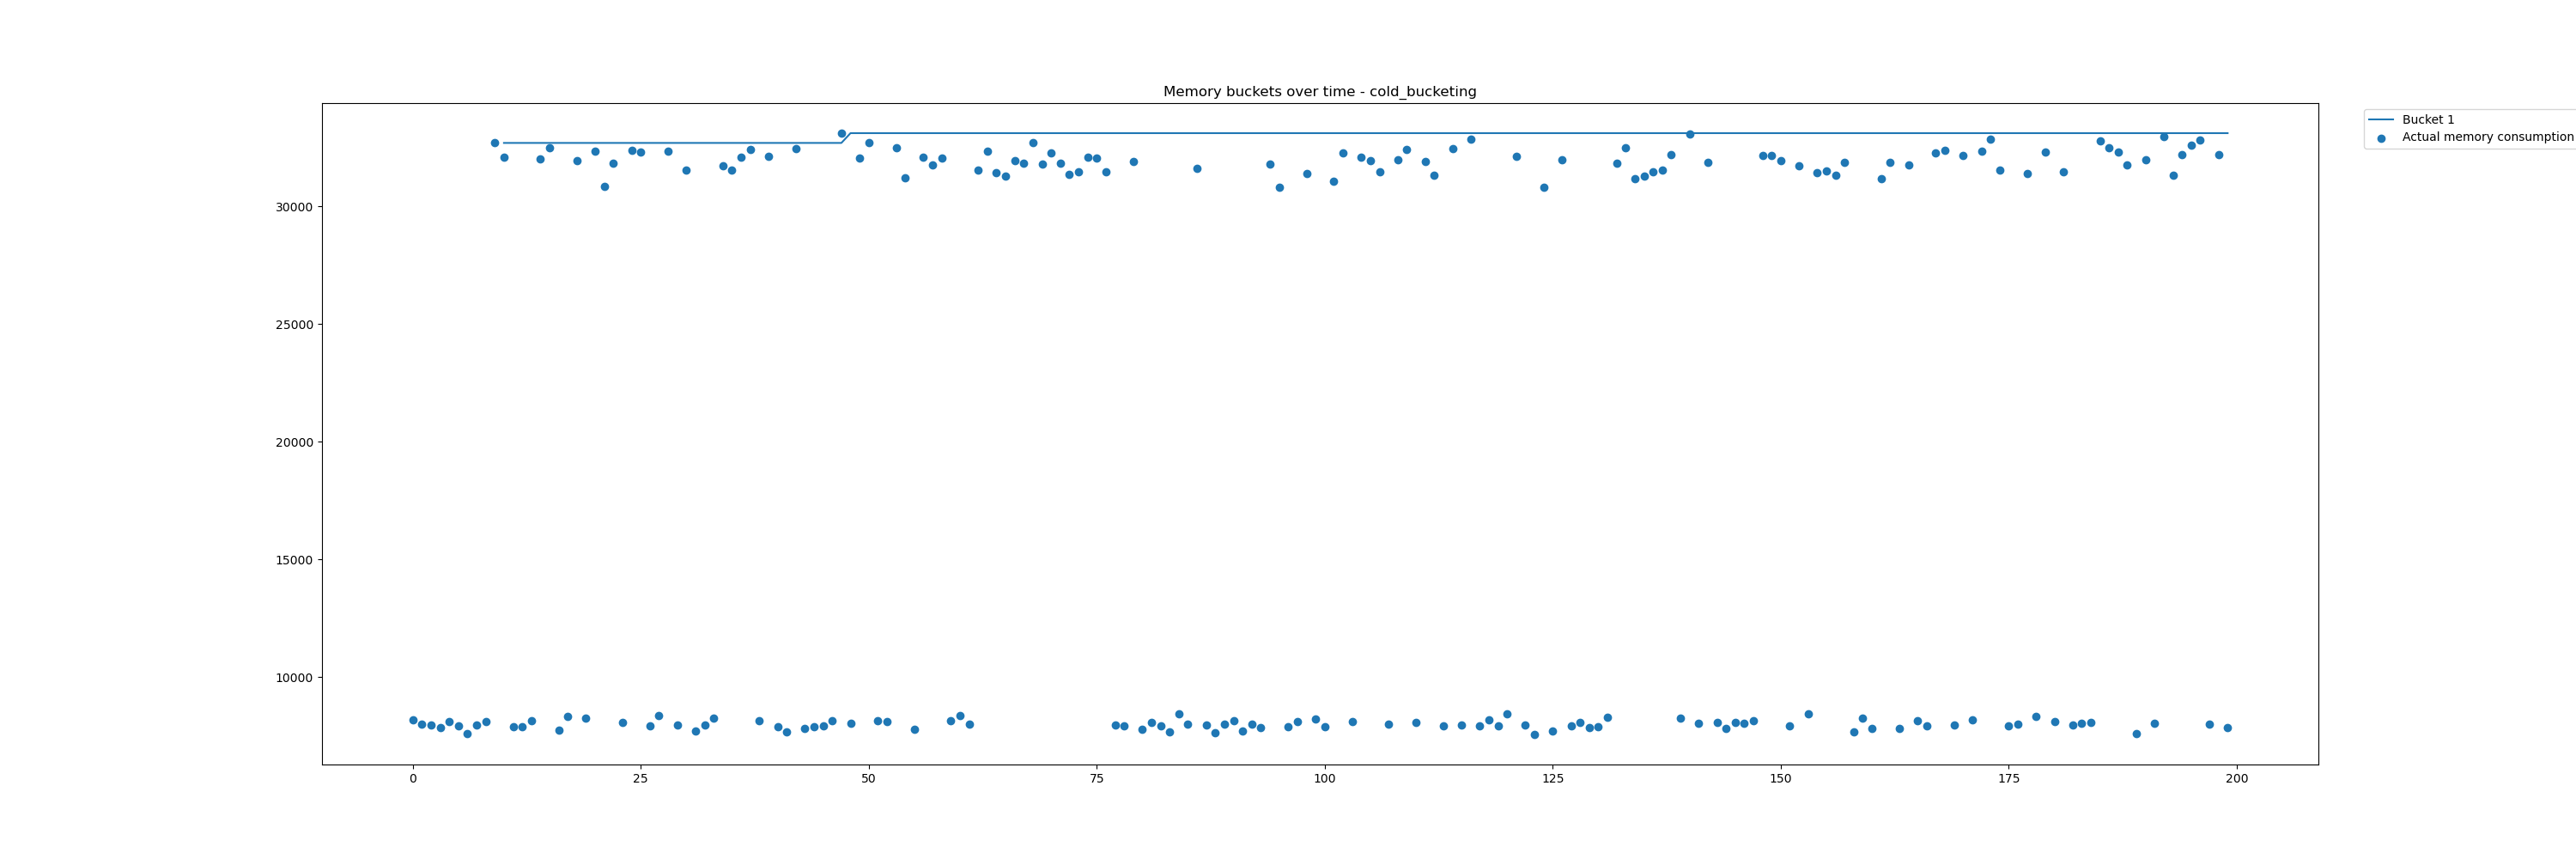 Memory buckets over time - cold_bucketing
Bucket 1
Actual memory consumption
30000
25000
20000
15000
10000
0 25 50 75 100 125 150 175 200